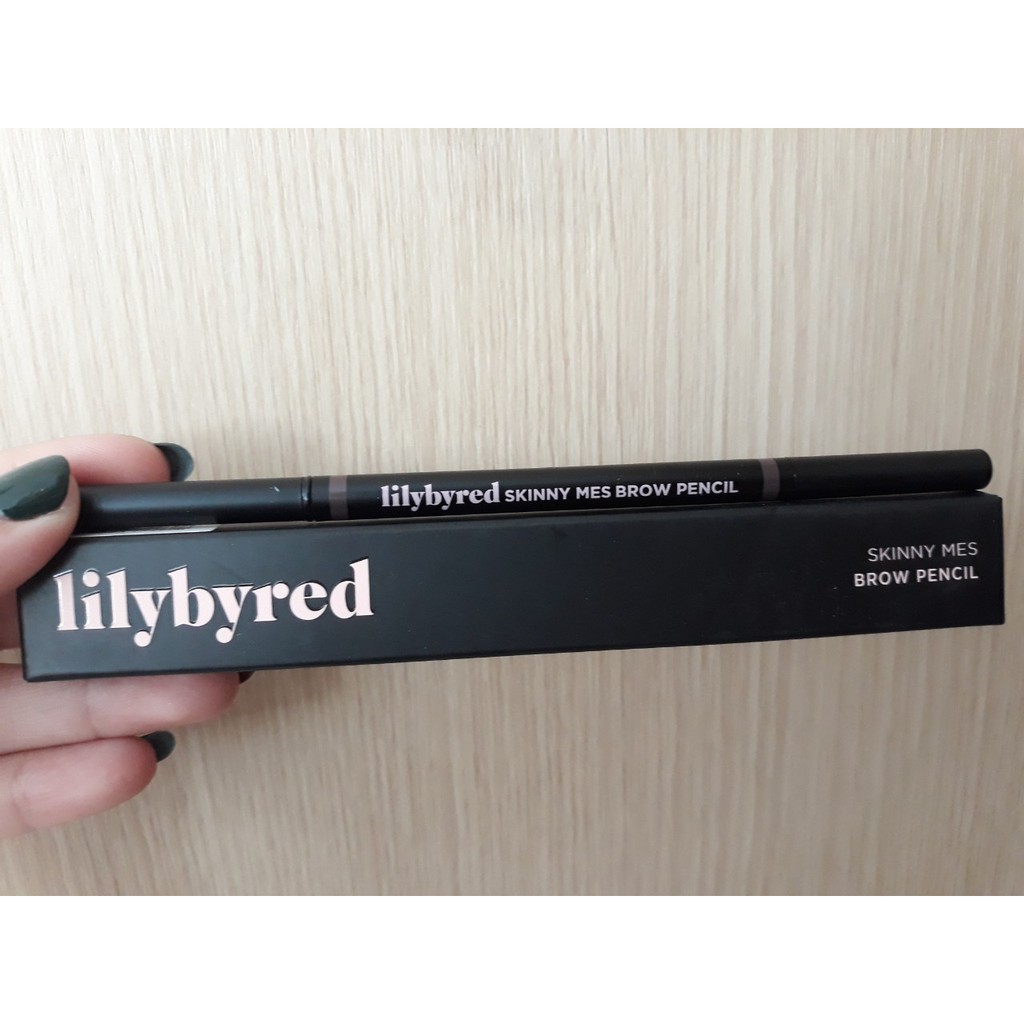 lilybyred SKINNY MES BROW PENCIL
lilybyred
SKINNY MES
BROW PENCIL